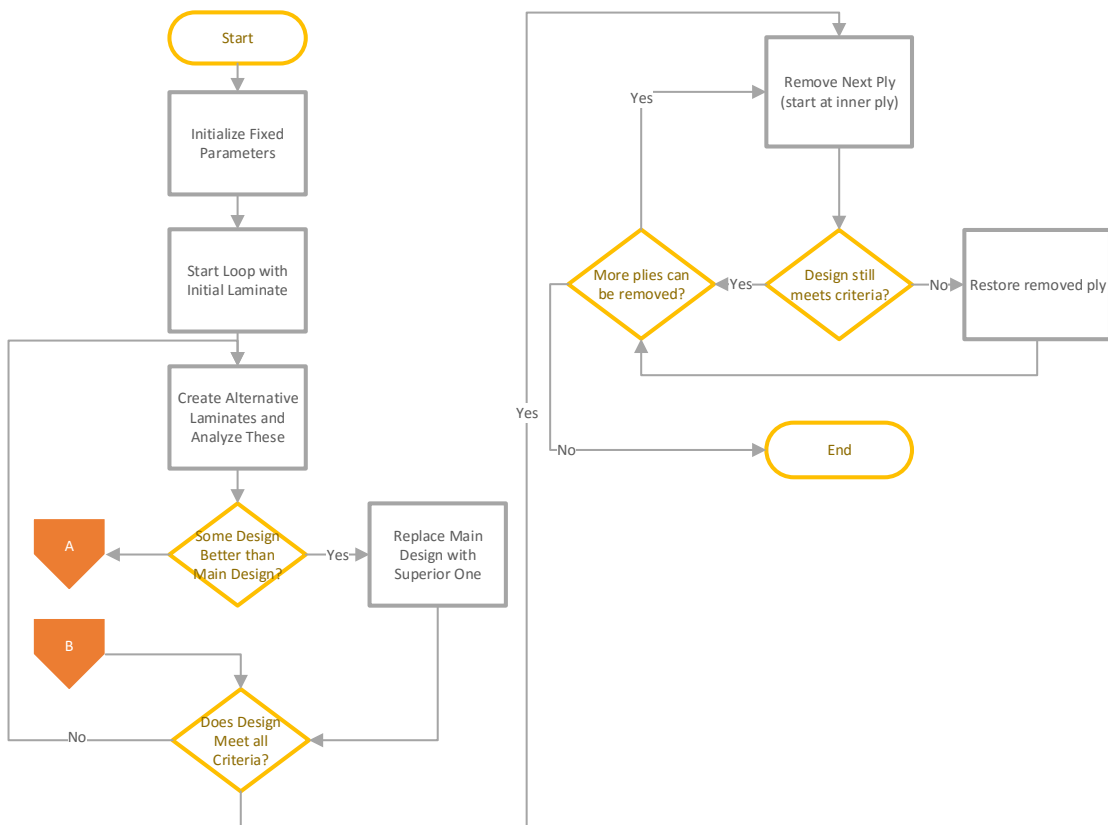 Start
Initialize Fixed
Parameters
Start Loop with
Initial Laminate
Create Alternative
Laminates and
Analyze These
Some Design
Better than
Main Design?
Yes
Replace Main
Design with
Superior One
A
B
Does Design
Meet all
Criteria?
No
Yes
Remove Next Ply
(start at inner ply)
Yes
Design still
meets criteria?
Yes
No
Restore removed ply
More plies can
be removed?
No
End